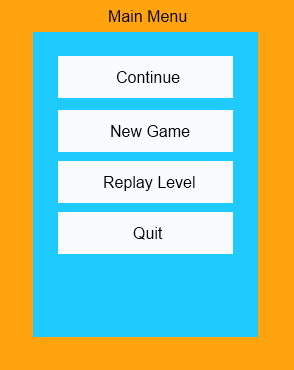 Main Menu
Continue
New Game
Replay Level
Quit